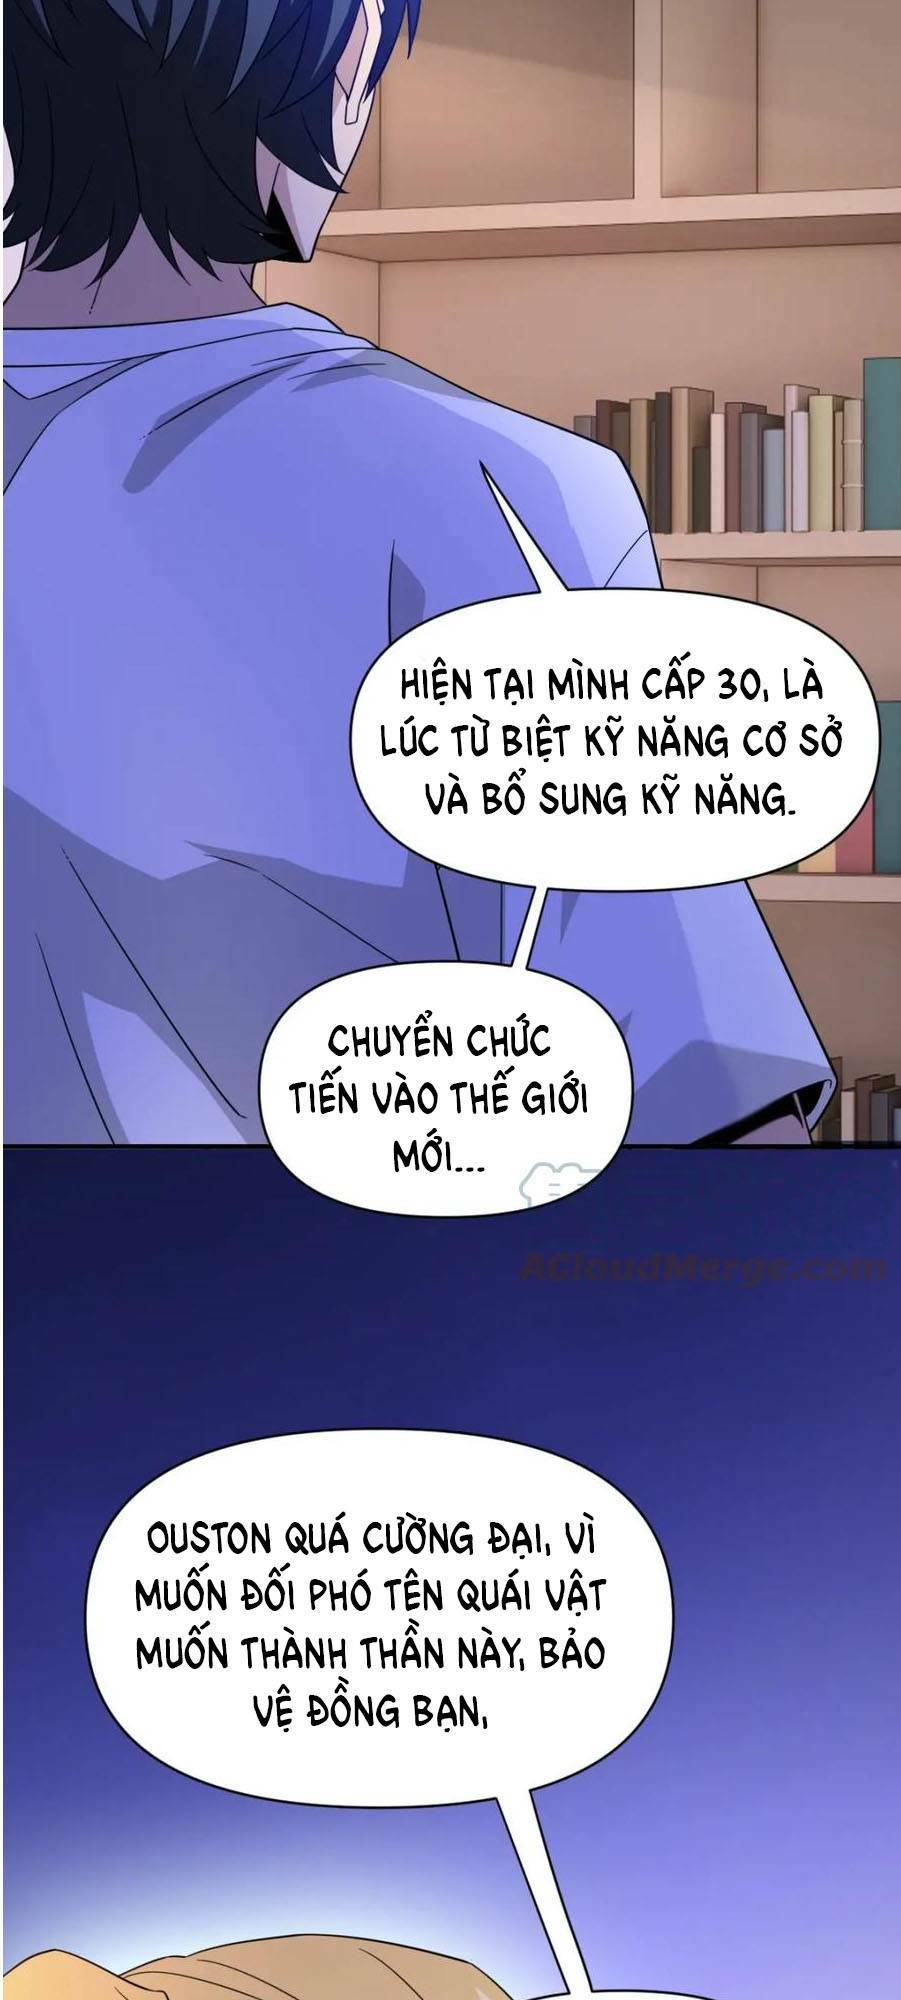 HIỆN TẠI MÌNH CẤP 30, LÀ
LÚC TỪ BIỆT KỸ NĂNG CƠ SỞ
VÀ BỔ SUNG KỸ NĂNG.
CHUYỂN CHỨC
TIẾN VÀO THẾ GIỚI
MỚI...
ACloudMerge.com
OUSTON QUÁ CƯỜNG ĐẠI, VÌ
MUỐN ĐỐI PHÓ TÊN QUÁI VẬT
MUỐN THÀNH THẦN NÀY, BẢO
VỆ ĐỒNG BẠN,